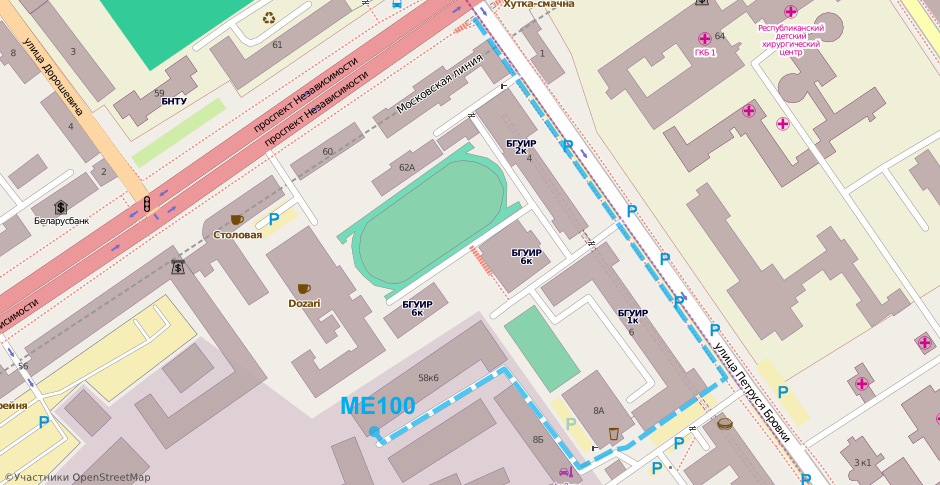 Хутка-смачна
64
Республиканский
детский
хирургический
центр
ГКБ 1
улица Дорошевича
8
3
61
59
БНТУ
проспект Независимости
проспект Независимости
Московская линия
1
4
2
60
62А
БГУИР
2к
4
P
P
Беларусбанк
Столовая
P
БГУИР
6к
P
P
P
Dozari
БГУИР
6к
БГУИР
1к
6
улица Петруся Бровки
56
58к6
ME100
P
P
8А
P
8Б
P
P
P
3 к1
©Участники OpenStreetMap